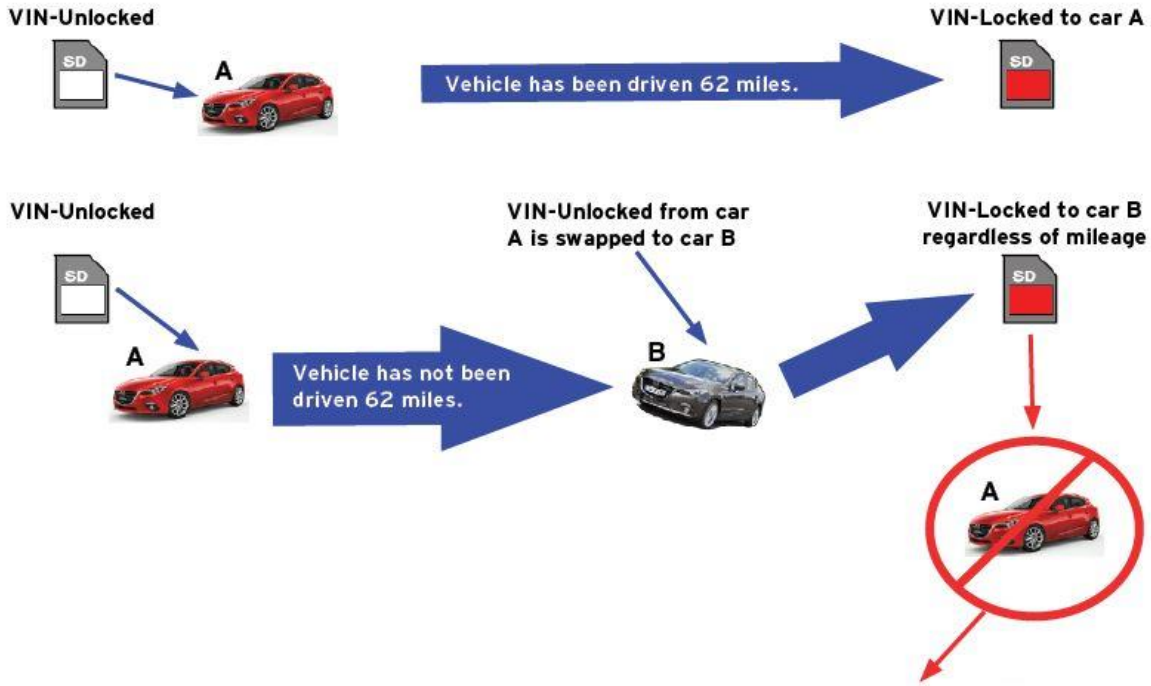 VIN-Unlocked
VIN-Locked to car A
SD
A
Vehicle has been driven 62 miles.
SD
VIN-Unlocked
VIN-Unlocked from car
A is swapped to car B
VIN-Locked to car B
regardless of mileage
SD
SD
A
Vehicle has not been
driven 62 miles.
B
A